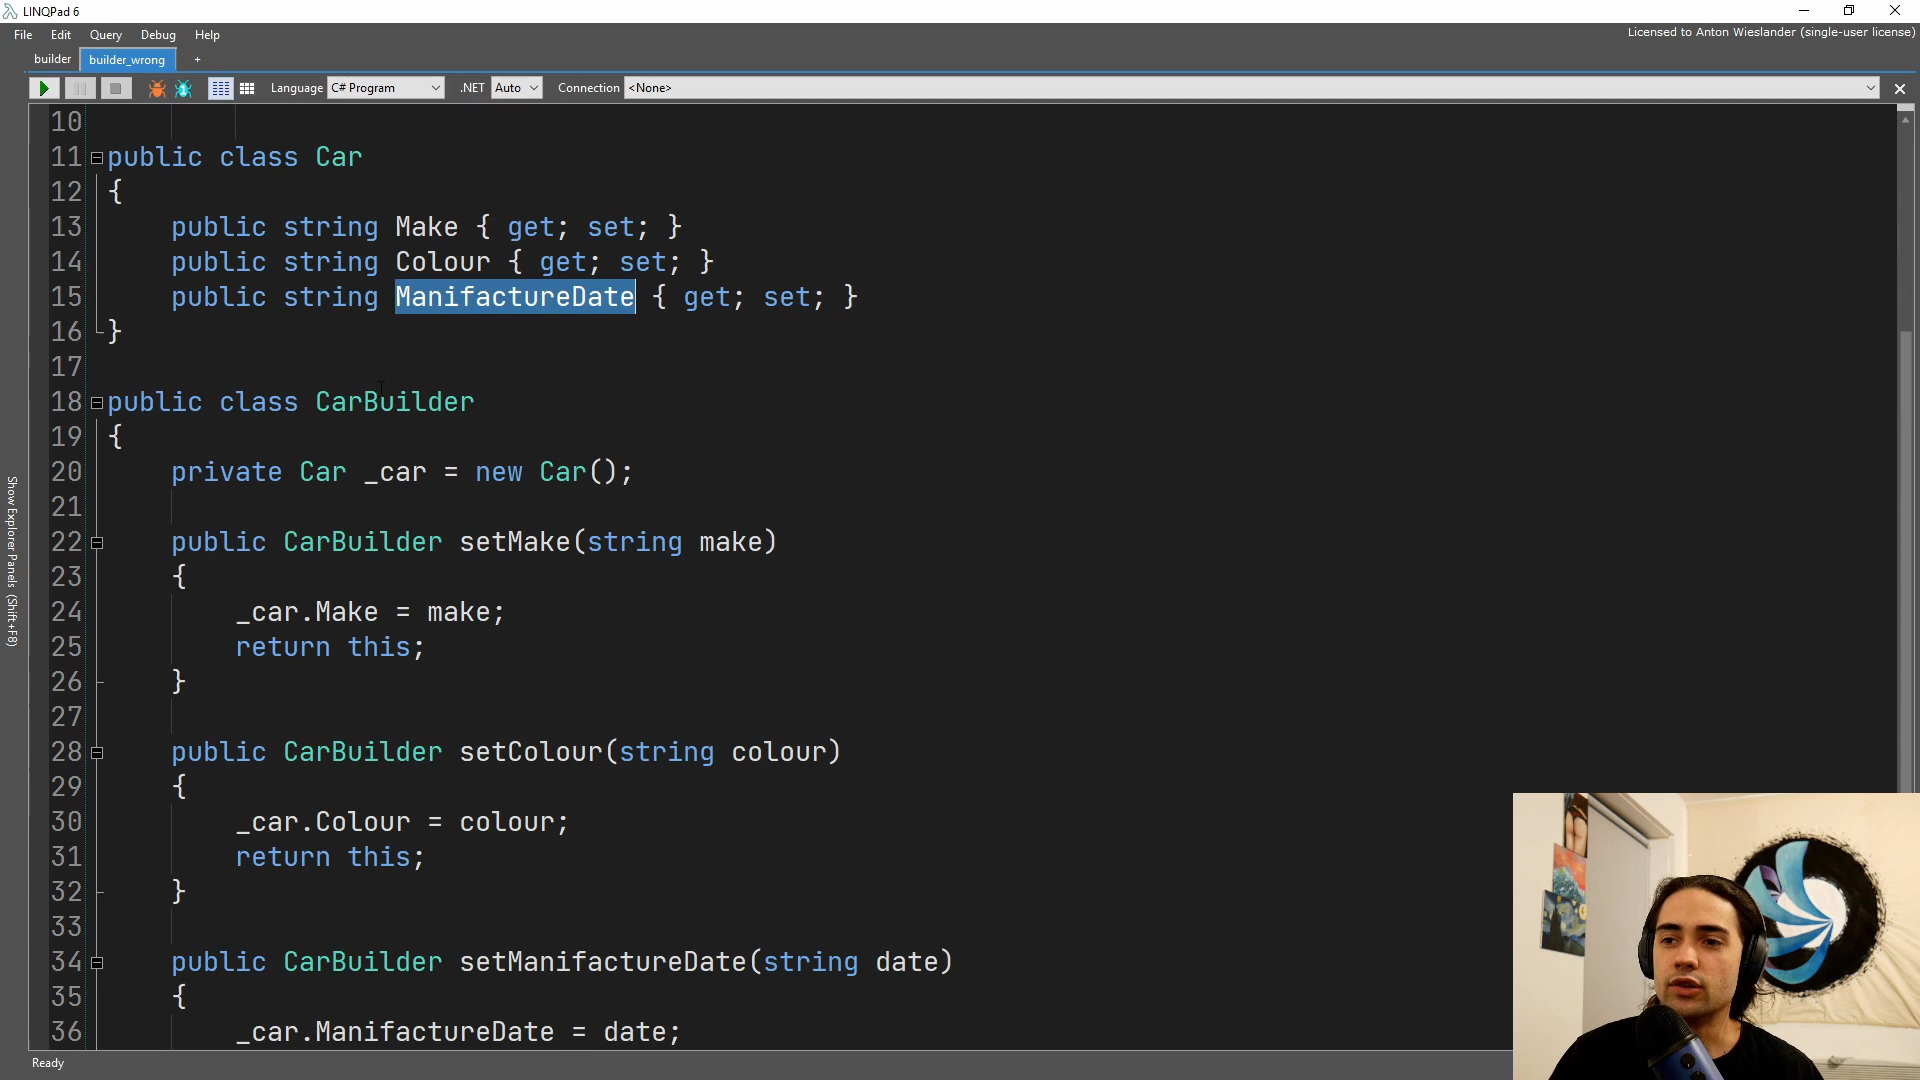 LINQPad 6
File Edit Query Debug Help
Licensed to Anton Wieslander (single-user license)
builder builder_wrong +
Language C# Program .NET Auto Connection <None>
10
11 public class Car
12 {
13 public string Make { get; set; }
14 public string Colour { get; set; }
15 public string ManifactureDate { get; set; }
16 }
17
18 public class CarBuilder
19 {
20 private Car _car = new Car();
21
22 public CarBuilder setMake(string make)
23 {
24 _car.Make = make;
25 return this;
26 }
27
28 public CarBuilder setColour(string colour)
29 {
30 _car.Colour = colour;
31 return this;
32 }
33
34 public CarBuilder setManifactureDate(string date)
35 {
36 _car.ManifactureDate = date;
Show Explorer Panels (Shift+F8)
Ready